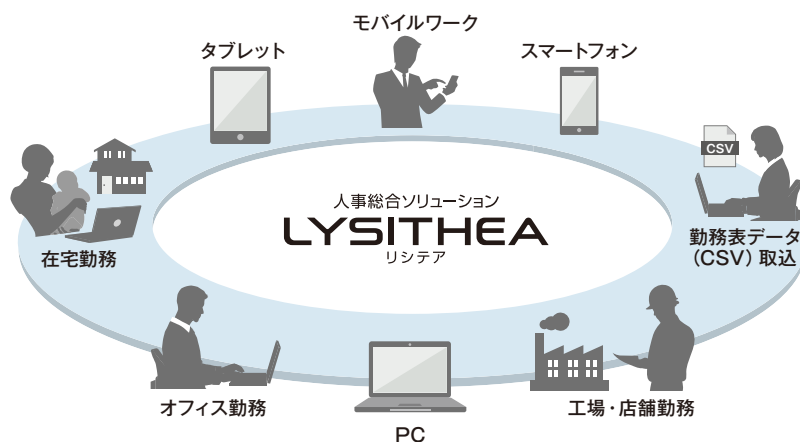 モバイルワーク
タブレット
スマートフォン
CSV
人事総合ソリューション
LYSITHEA
リシテア
在宅勤務
勤務表データ
(CSV)取込
オフィス勤務
工場・店舗勤務
PC